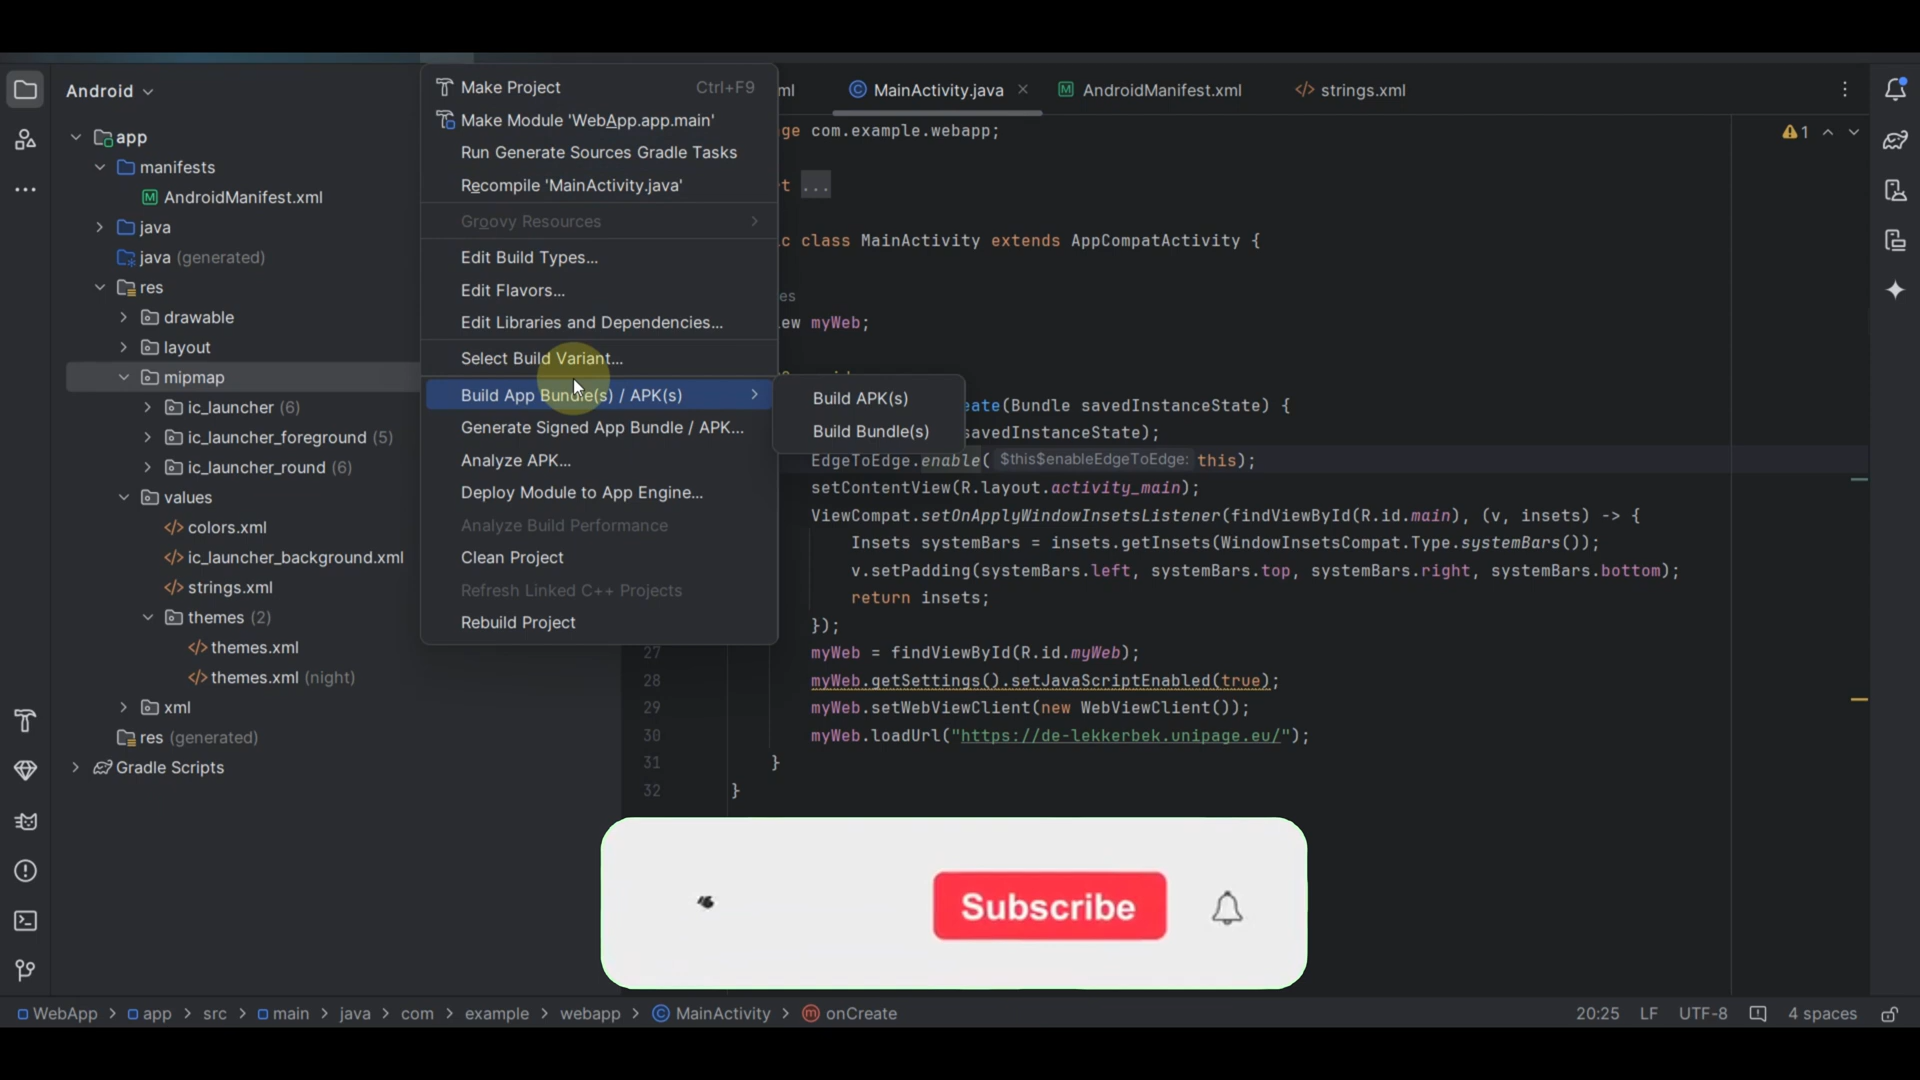 Android
app
manifests
AndroidManifest.xml
java
java (generated)
res
drawable
layout
mipmap
ic_launcher (6)
ic_launcher_foreground (5)
ic_launcher_round (6)
values
colors.xml
ic_launcher_background.xml
strings.xml
themes (2)
themes.xml
themes.xml (night)
xml
res (generated)
Gradle Scripts
Make Project Ctrl+F9
Make Module 'WebApp.app.main'
Run Generate Sources Gradle Tasks
Recompile 'MainActivity.java'
Groovy Resources
Edit Build Types...
Edit Flavors...
Edit Libraries and Dependencies...
Select Build Variant...
Build App Bundle(s) / APK(s)
Generate Signed App Bundle / APK...
Analyze APK...
Deploy Module to App Engine...
Analyze Build Performance
Clean Project
Refresh Linked C++ Projects
Rebuild Project
Build APK(s)
Build Bundle(s)
ml MainActivity.java AndroidManifest.xml strings.xml
1
ge com.example.webapp;
t ...
c class MainActivity extends AppCompatActivity {
es
ew myWeb;
eate(Bundle savedInstanceState) {
savedInstanceState);
EdgeToEdge.enable( $this$enableEdgeToEdge: this);
setContentView(R.layout.activity_main);
ViewCompat.setOnApplyWindowInsetsListener(findViewById(R.id.main), (v, insets) -> {
Insets systemBars = insets.getInsets(WindowInsetsCompat.Type.systemBars());
v.setPadding(systemBars.left, systemBars.top, systemBars.right, systemBars.bottom);
return insets;
});
27 myWeb = findViewById(R.id.myWeb);
28 myWeb.getSettings().setJavaScriptEnabled(true);
29 myWeb.setWebViewClient(new WebViewClient());
30 myWeb.loadUrl("https://de-lekkerbek.unipage.eu/");
31 }
32 }
Subscribe
WebApp > app > src > main > java > com > example > webapp > MainActivity > onCreate
20:25 LF UTF-8 4 spaces